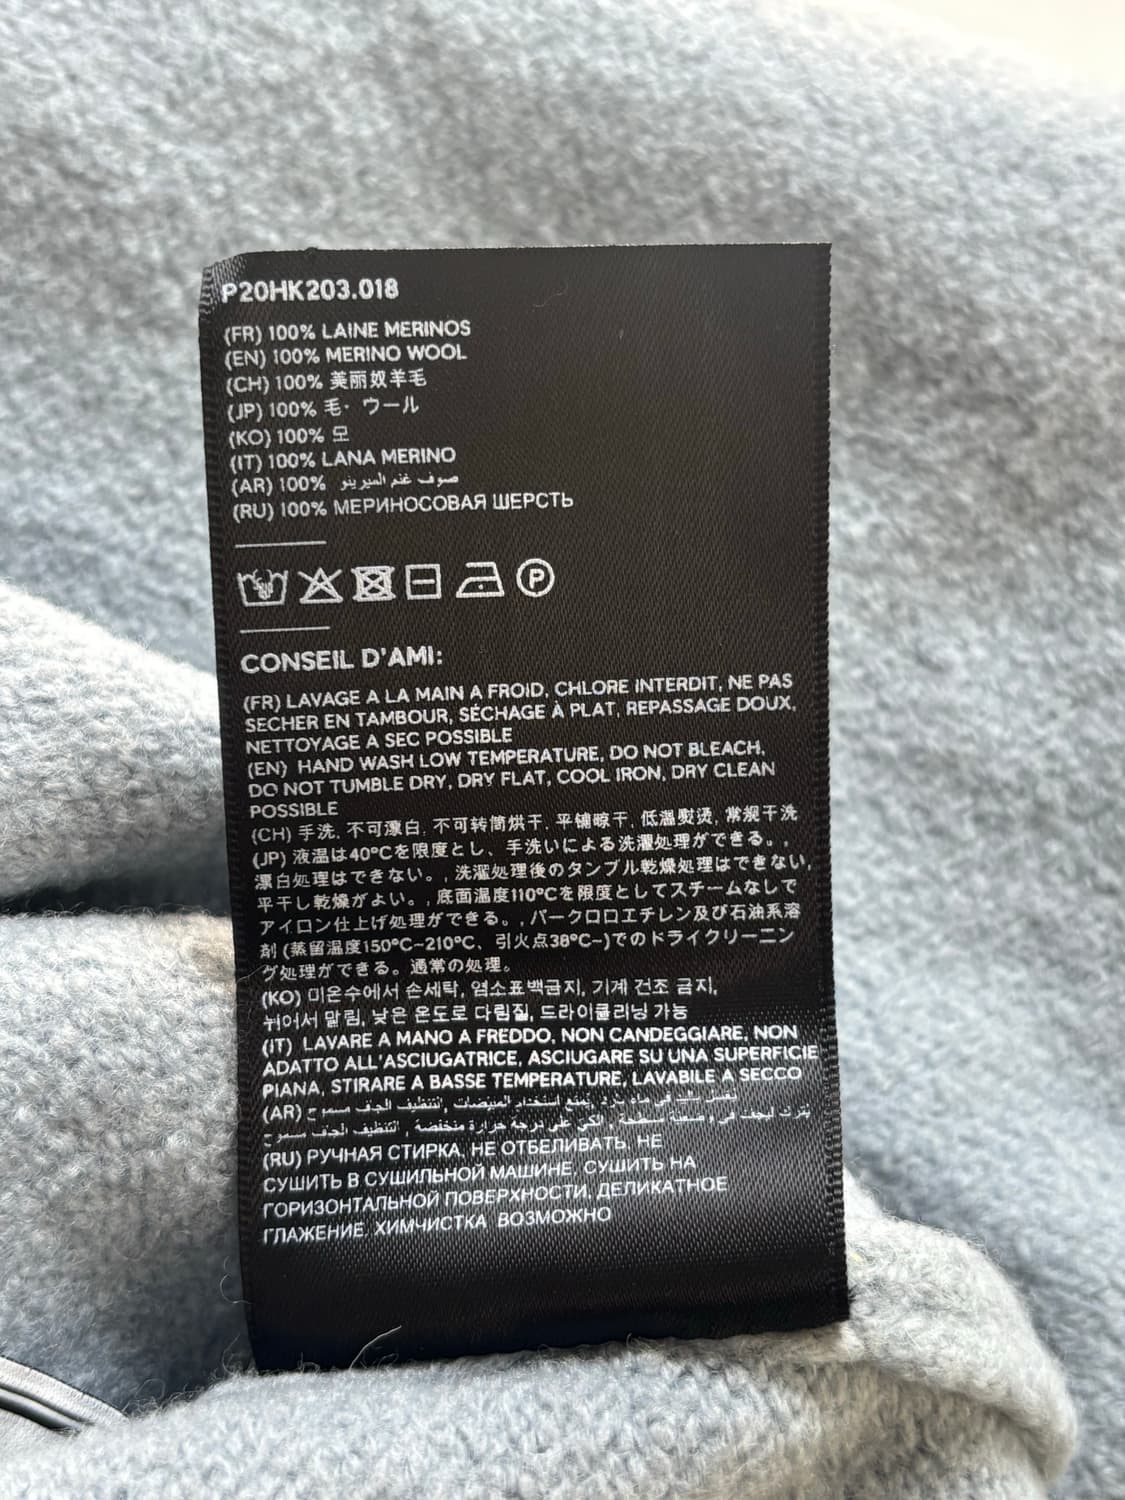 P20HK203.018
(FR) 100% LAINE MERINOS
(EN) 100% MERINO WOOL
(CH) 100% 美丽奴羊毛
(JP) 100% 毛· ウール
(KO) 100% 모
(IT) 100% LANA MERINO
(AR) 100% صوف غنم الميرينو
(RU) 100% МЕРИНОСОВАЯ ШЕРСТЬ
P
CONSEIL D'AMI:
(FR) LAVAGE A LA MAIN A FROID, CHLORE INTERDIT, NE PAS
SECHER EN TAMBOUR, SÉCHAGE À PLAT, REPASSAGE DOUX,
NETTOYAGE A SEC POSSIBLE
(EN) HAND WASH LOW TEMPERATURE, DO NOT BLEACH,
DO NOT TUMBLE DRY, DRY FLAT, COOL IRON, DRY CLEAN
POSSIBLE
(CH) 手洗, 不可漂白, 不可转筒烘干, 平铺晾干, 低温熨烫, 常规干洗
(JP) 液温は40℃を限度とし、手洗いによる洗濯処理ができる。,
漂白処理はできない。, 洗濯処理後のタンブル乾燥処理はできない,
平干し乾燥がよい。, 底面温度110℃を限度としてスチームなしで
アイロン仕上げ処理ができる。, パークロロエチレン及び石油系溶
剤 (蒸留温度150℃~210℃、引火点38℃~)でのドライクリーニン
グ処理ができる。通常の処理。
(KO) 미온수에서 손세탁, 염소표백금지, 기계 건조 금지,
뉘어서 말림, 낮은 온도로 다림질, 드라이클리닝 가능
(IT) LAVARE A MANO A FREDDO, NON CANDEGGIARE, NON
ADATTO ALL'ASCIUGATRICE, ASCIUGARE SU UNA SUPERFICIE
PIANA, STIRARE A BASSE TEMPERATURE, LAVABILE A SECCO
(AR) يمنع استخدام المبيضات, التنظيف الجف مسموح
حرارة منخفضة, التنظيف الجف مسموح
(RU) РУЧНАЯ СТИРКА, НЕ ОТБЕЛИВАТЬ, НЕ
СУШИТЬ В СУШИЛЬНОЙ МАШИНЕ, СУШИТЬ НА
ГОРИЗОНТАЛЬНОЙ ПОВЕРХНОСТИ, ДЕЛИКАТНОЕ
ГЛАЖЕНИЕ, ХИМЧИСТКА ВОЗМОЖНО